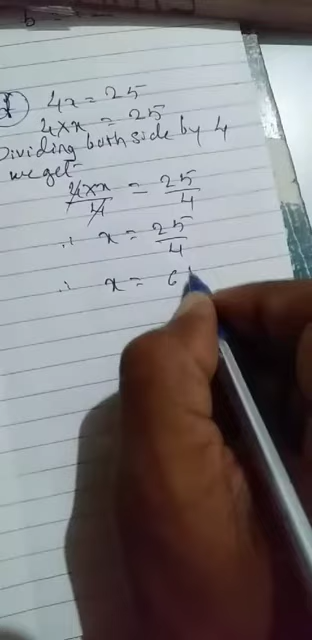 b
d 4x = 25
4×x = 25
Dividing both side by 4
we get
4×x/4 = 25/4
∴ x = 25/4
∴ x = 6